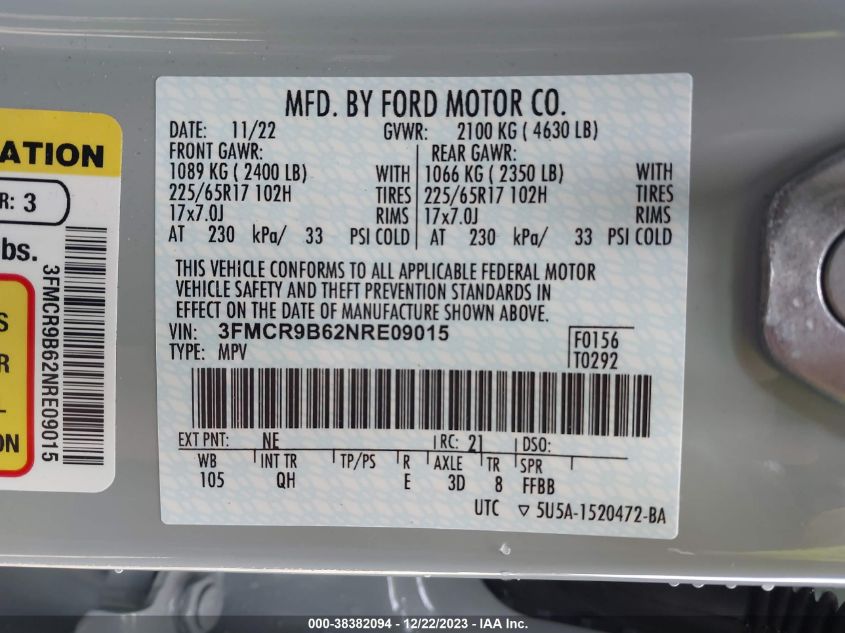 MFD. BY FORD MOTOR CO.
DATE: 11/22 GVWR: 2100 KG ( 4630 LB)
FRONT GAWR: REAR GAWR:
1089 KG ( 2400 LB) WITH 1066 KG ( 2350 LB) WITH
225/65R17 102H TIRES 225/65R17 102H TIRES
17x7.0J RIMS 17x7.0J RIMS
AT 230 kPa/ 33 PSI COLD AT 230 kPa/ 33 PSI COLD
THIS VEHICLE CONFORMS TO ALL APPLICABLE FEDERAL MOTOR
VEHICLE SAFETY AND THEFT PREVENTION STANDARDS IN
EFFECT ON THE DATE OF MANUFACTURE SHOWN ABOVE.
VIN: 3FMCR9B62NRE09015 F0156
TYPE: MPV T0292
EXT PNT: NE RC: 21 DSO:
WB INT TR TP/PS R AXLE TR SPR
105 QH E 3D 8 FFBB
UTC ▽ 5U5A-1520472-BA
ATION
R: 3
bs.
3FMCR9B62NRE09015
S
R
L
ON
000-38382094 - 12/22/2023 - IAA Inc.